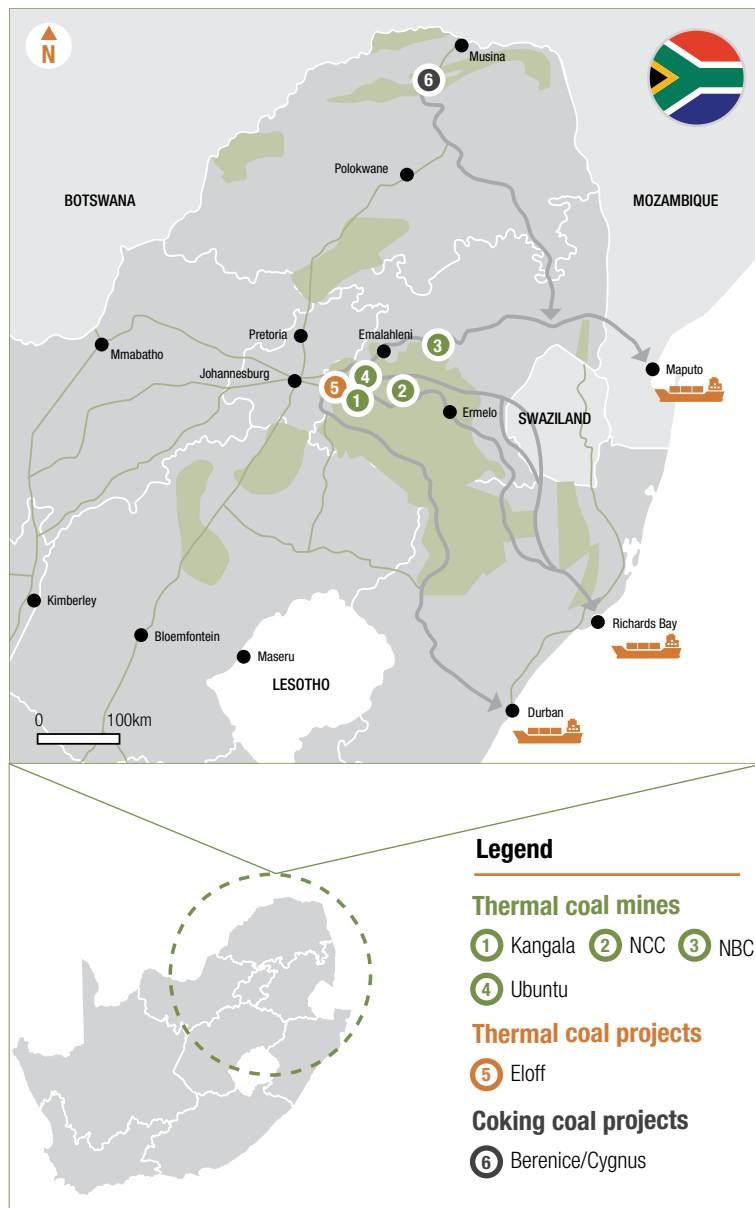 N
Musina
6
Polokwane
BOTSWANA
MOZAMBIQUE
Pretoria
Emalahleni
3
Mmabatho
Johannesburg
4
5
2
1
Maputo
Ermelo
SWAZILAND
Kimberley
Richards Bay
Bloemfontein
Maseru
LESOTHO
Durban
0 100km
Legend
Thermal coal mines
1 Kangala 2 NCC 3 NBC
4 Ubuntu
Thermal coal projects
5 Eloff
Coking coal projects
6 Berenice/Cygnus